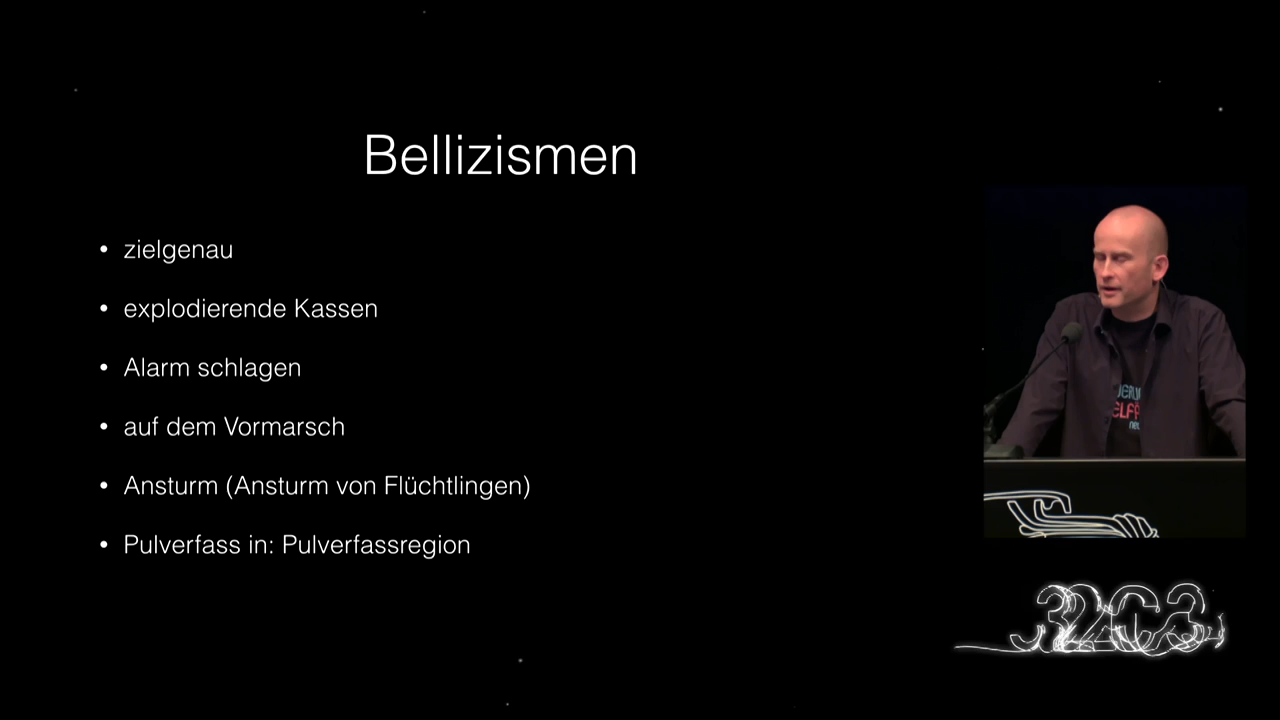 Bellizismen
• zielgenau
• explodierende Kassen
• Alarm schlagen
• auf dem Vormarsch
• Ansturm (Ansturm von Flüchtlingen)
• Pulverfass in: Pulverfassregion
32C3